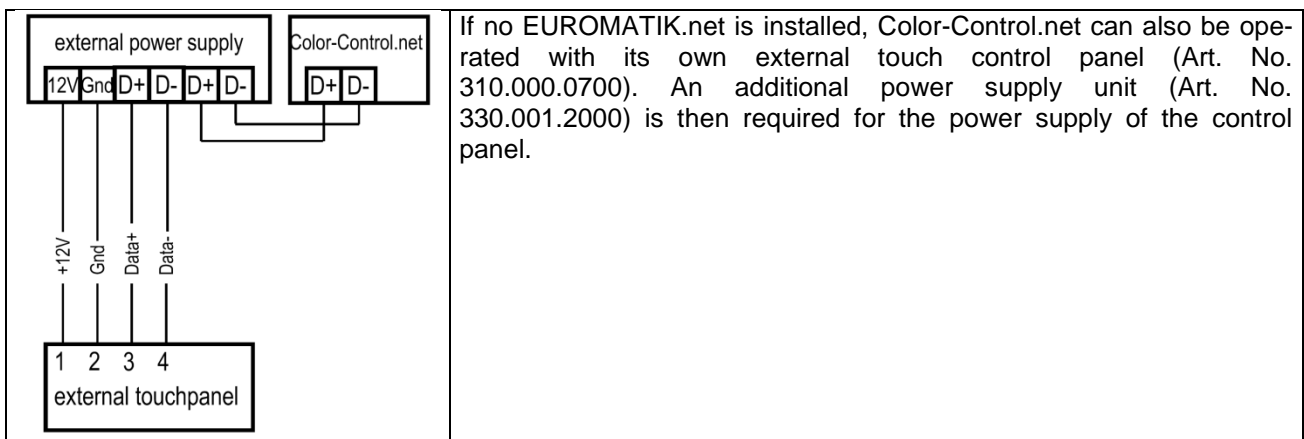 external power supply
Color-Control.net
12V Gnd D+ D- D+ D-
D+ D-
+12V
Gnd
Data+
Data-
1 2 3 4
external touchpanel
If no EUROMATIK.net is installed, Color-Control.net can also be ope-
rated with its own external touch control panel (Art. No.
310.000.0700). An additional power supply unit (Art. No.
330.001.2000) is then required for the power supply of the control
panel.